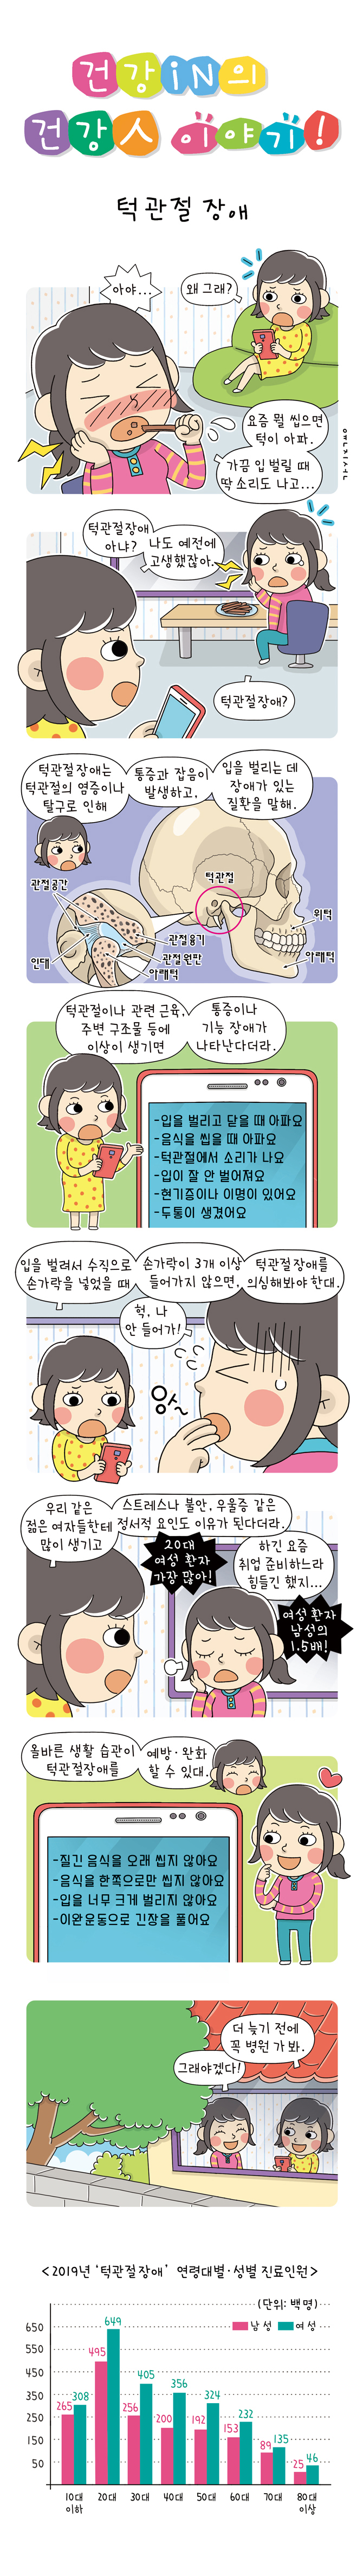 건강iN의
건강人 이야기!
턱관절 장애
아야...
왜 그래?
요즘 뭘 씹으면
턱이 아파.
가끔 입 벌릴 때
딱 소리도 나고...
턱관절장애
아냐?
나도 예전에
고생했잖아.
턱관절장애?
턱관절장애는
턱관절의 염증이나
탈구로 인해
통증과 잡음이
발생하고,
입을 벌리는 데
장애가 있는
질환을 말해.
턱관절
관절공간
위턱
관절융기
인대
관절원판
아래턱
아래턱
턱관절이나 관련 근육,
주변 구조물 등에
이상이 생기면
통증이나
기능 장애가
나타난다더라.
-입을 벌리고 닫을 때 아파요
-음식을 씹을 때 아파요
-턱관절에서 소리가 나요
-입이 잘 안 벌어져요
-현기증이나 이명이 있어요
-두통이 생겼어요
입을 벌려서 수직으로
손가락을 넣었을 때
손가락이 3개 이상
들어가지 않으면,
턱관절장애를
의심해봐야 한대.
헉, 나
안 들어가!
앙~
우리 같은
젊은 여자들한테
많이 생기고
스트레스나 불안, 우울증 같은
정서적 요인도 이유가 된다더라.
20대
여성 환자
가장 많아!
하긴 요즘
취업 준비하느라
힘들긴 했지...
여성 환자
남성의
1.5배!
올바른 생활 습관이
턱관절장애를
예방·완화
할 수 있대.
-질긴 음식을 오래 씹지 않아요
-음식을 한쪽으로만 씹지 않아요
-입을 너무 크게 벌리지 않아요
-이완운동으로 긴장을 풀어요
더 늦기 전에
꼭 병원 가 봐.
그래야겠다!
<2019년 '턱관절장애' 연령대별·성별 진료인원>
(단위: 백 명)
남성 여성
650
550
450
350
250
150
50
265 308
495 649
256 405
200 356
192 324
153 232
89 135
25 46
10대
이하
20대
30대
40대
50대
60대
70대
80대
이상